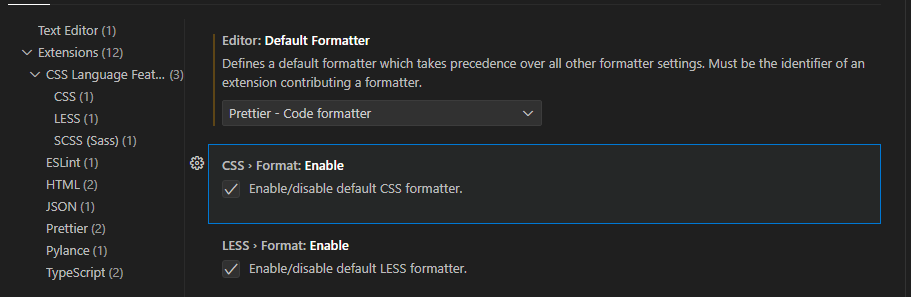 Text Editor (1)
Extensions (12)
CSS Language Feat... (3)
CSS (1)
LESS (1)
SCSS (Sass) (1)
ESLint (1)
HTML (2)
JSON (1)
Prettier (2)
Pylance (1)
TypeScript (2)
Editor: Default Formatter
Defines a default formatter which takes precedence over all other formatter settings. Must be the identifier of an
extension contributing a formatter.
Prettier - Code formatter
CSS › Format: Enable
Enable/disable default CSS formatter.
LESS › Format: Enable
Enable/disable default LESS formatter.